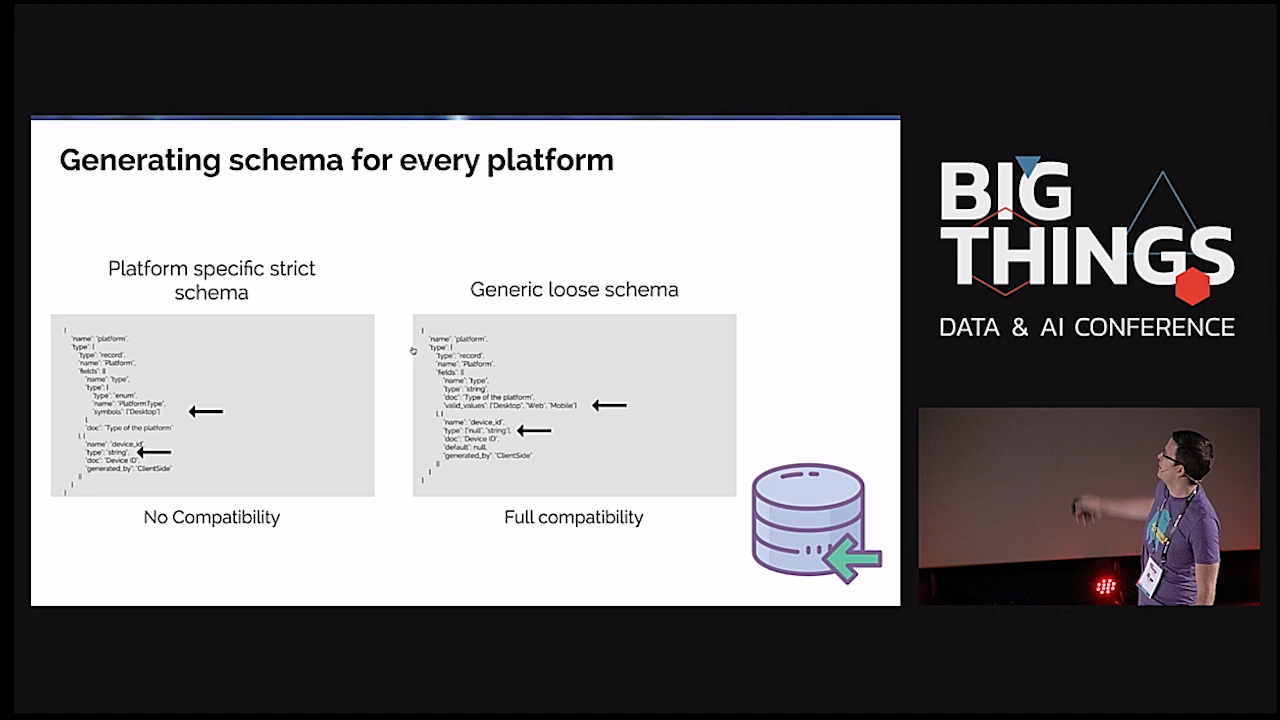 Generating schema for every platform
Platform specific strict
schema
{
"name": "platform",
"type": {
"type": "record",
"name": "Platform",
"fields": [{
"name": "type",
"type": {
"type": "enum",
"name": "PlatformType",
"symbols": ["Desktop"]
},
"doc": "Type of the platform"
}, {
"name": "device_id",
"type": "string",
"doc": "Device ID",
"generated_by": "ClientSide"
}]
}
}
No Compatibility
Generic loose schema
{
"name": "platform",
"type": {
"type": "record",
"name": "Platform",
"fields": [{
"name": "type",
"type": "string",
"doc": "Type of the platform",
"valid_values": ["Desktop", "Web", "Mobile"]
}, {
"name": "device_id",
"type": ["null", "string"],
"doc": "Device ID",
"default": null,
"generated_by": "ClientSide"
}]
}
}
Full compatibility
BIG
THINGS
DATA & AI CONFERENCE